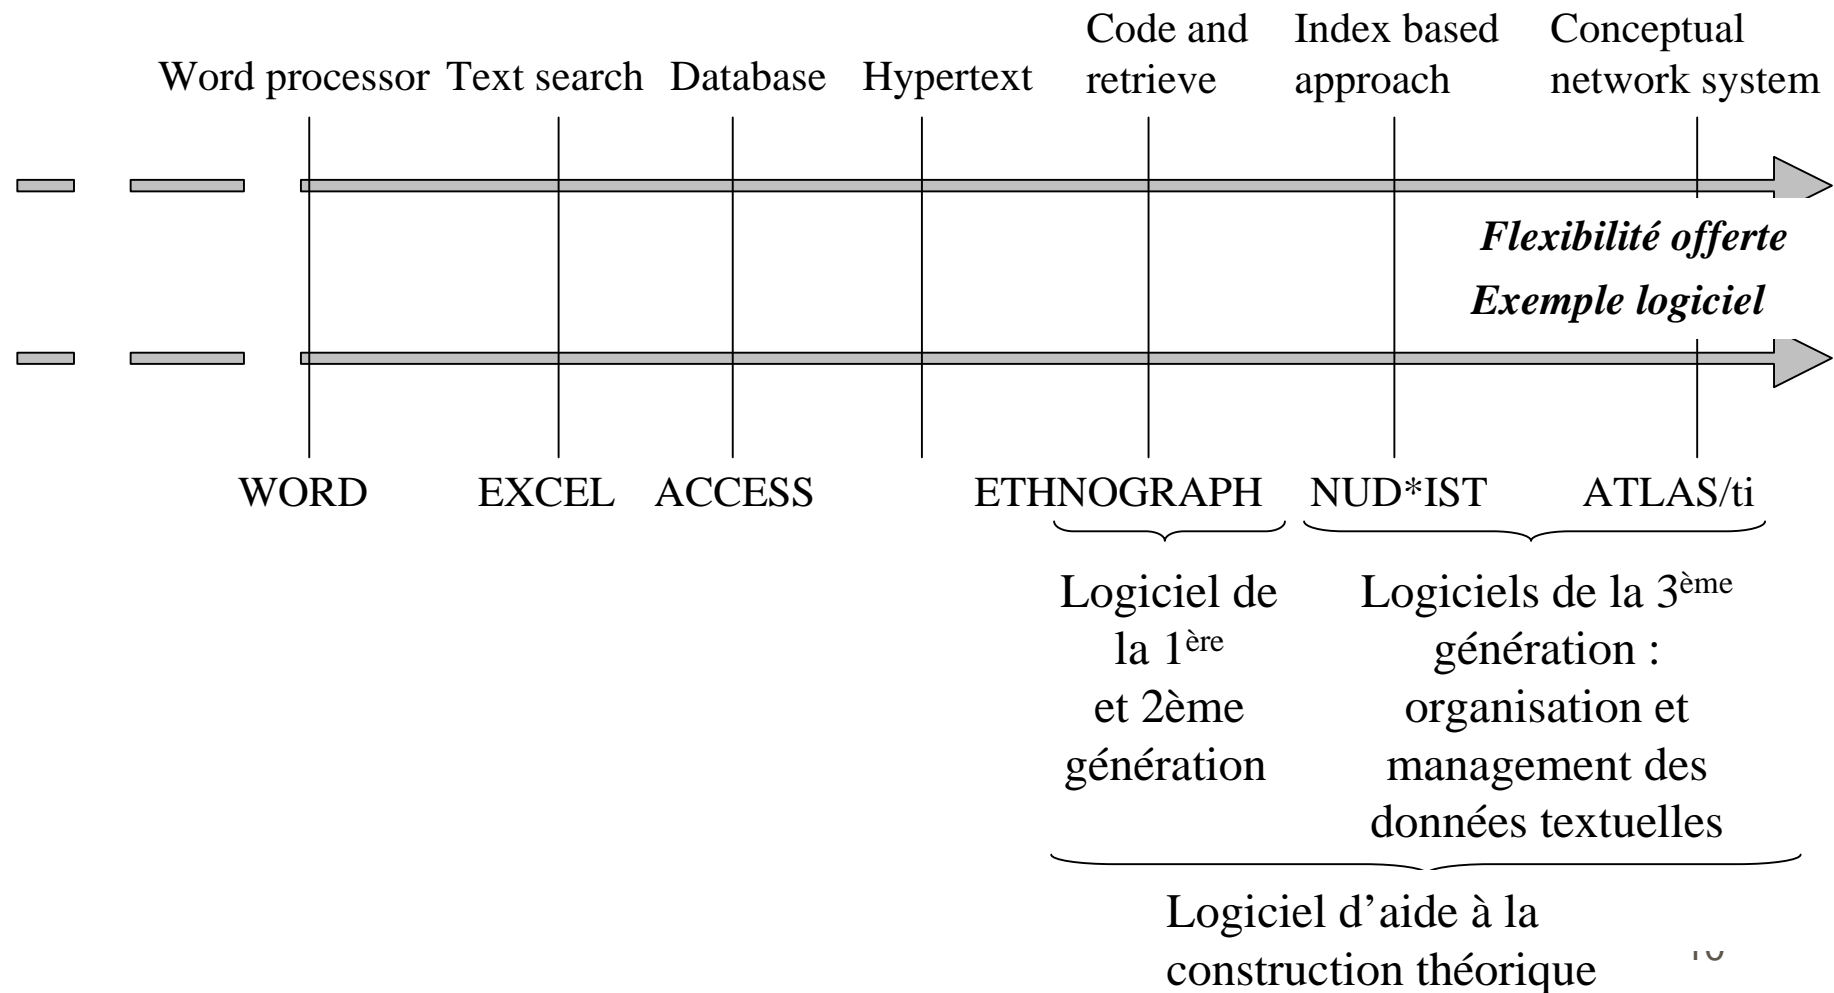 Word processor
Text search
Database
Hypertext
Code and
retrieve
Index based
approach
Conceptual
network system
Flexibilité offerte
Exemple logiciel
WORD
EXCEL
ACCESS
ETHNOGRAPH
NUD*IST
ATLAS/ti
Logiciel de
la 1ère
et 2ème
génération
Logiciels de la 3ème
génération :
organisation et
management des
données textuelles
Logiciel d’aide à la
construction théorique